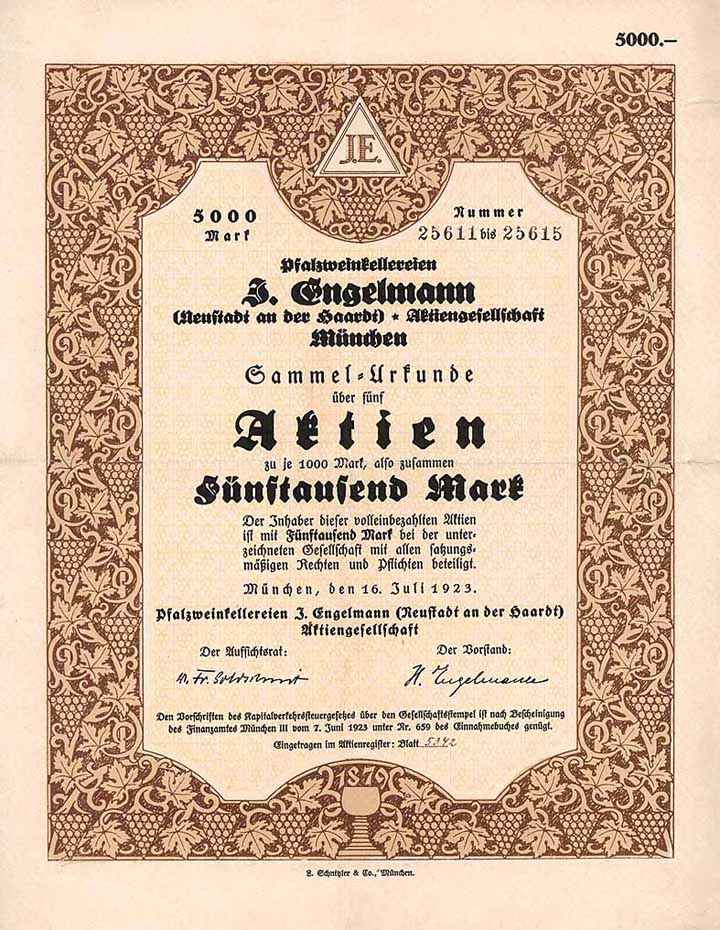 5000.—
J.E.
5000
Mark
Nummer
25611 bis 25615
Pfalzweinkellereien
J. Engelmann
(Neustadt an der Haardt) * Aktiengesellschaft
München
Sammel-Urkunde
über fünf
Aktien
zu je 1000 Mark, also zusammen
Fünftausend Mark
Der Inhaber dieser volleinbezahlten Aktien
ist mit Fünftausend Mark bei der unter-
zeichneten Gesellschaft mit allen satzungs-
mäßigen Rechten und Pflichten beteiligt.
München, den 16. Juli 1923.
Pfalzweinkellereien J. Engelmann (Neustadt an der Haardt)
Aktiengesellschaft
Der Aufsichtsrat:
Der Vorstand:
Fr. Goldschmit
H. Engelmann
Den Vorschriften des Kapitalverkehrsteuergesetzes über den Gesellschaftsstempel ist nach Bescheinigung
des Finanzamtes München III vom 7. Juni 1923 unter Nr. 659 des Einnahmebuches genügt.
Eingetragen im Aktienregister: Blatt 5342
1879
L. Schnitzler & Co., München.